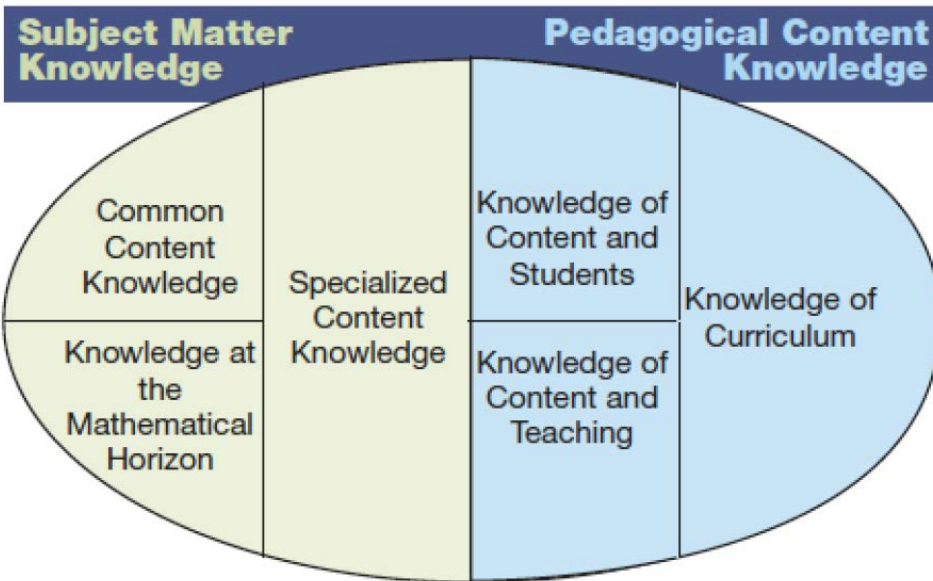 Subject Matter
Knowledge
Pedagogical Content
Knowledge
Common
Content
Knowledge
Knowledge at
the
Mathematical
Horizon
Specialized
Content
Knowledge
Knowledge of
Content and
Students
Knowledge of
Content and
Teaching
Knowledge of
Curriculum